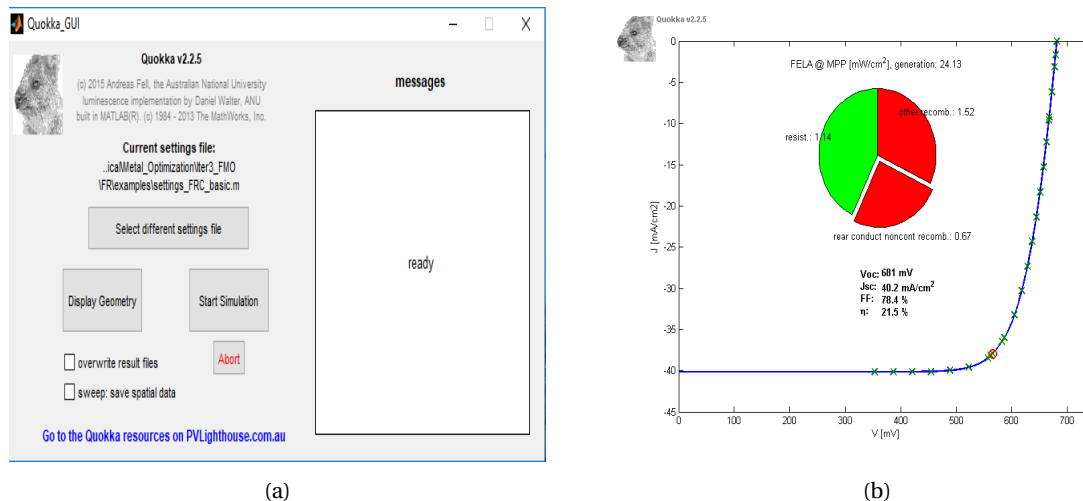 Quokka_GUI
Quokka v2.2.5
(c) 2015 Andreas Fell, the Australian National University
luminescence implementation by Daniel Walter, ANU
built in MATLAB(R). (c) 1984 - 2013 The MathWorks, Inc.
Current settings file:
..ica\Metal_Optimization\Iter3_FMO
\FR\examples\settings_FRC_basic.m
Select different settings file
Display Geometry
Start Simulation
overwrite result files
Abort
sweep: save spatial data
Go to the Quokka resources on PVLighthouse.com.au
messages
ready
(a)
Quokka v2.2.5
FELA @ MPP [mW/cm²], generation: 24.13
other recomb.: 1.52
resist.: 1.14
rear conduct noncont recomb.: 0.67
Voc: 681 mV
Jsc: 40.2 mA/cm²
FF: 78.4 %
η: 21.5 %
J [mA/cm2]
0
-5
-10
-15
-20
-25
-30
-35
-40
-45
0 100 200 300 400 500 600 700
V [mV]
(b)